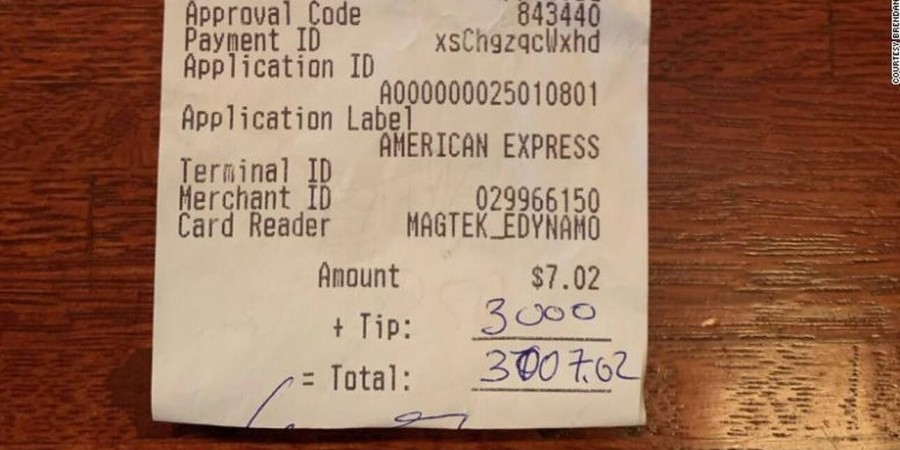 Approval Code 843440
Payment ID xsChgzqcWxhd
Application ID
A000000025010801
Application Label
AMERICAN EXPRESS
Terminal ID
Merchant ID 029966150
Card Reader MAGTEK_EDYNAMO
Amount $7.02
+ Tip: 3000
= Total: 3007.02
COURTESY BRENDAN